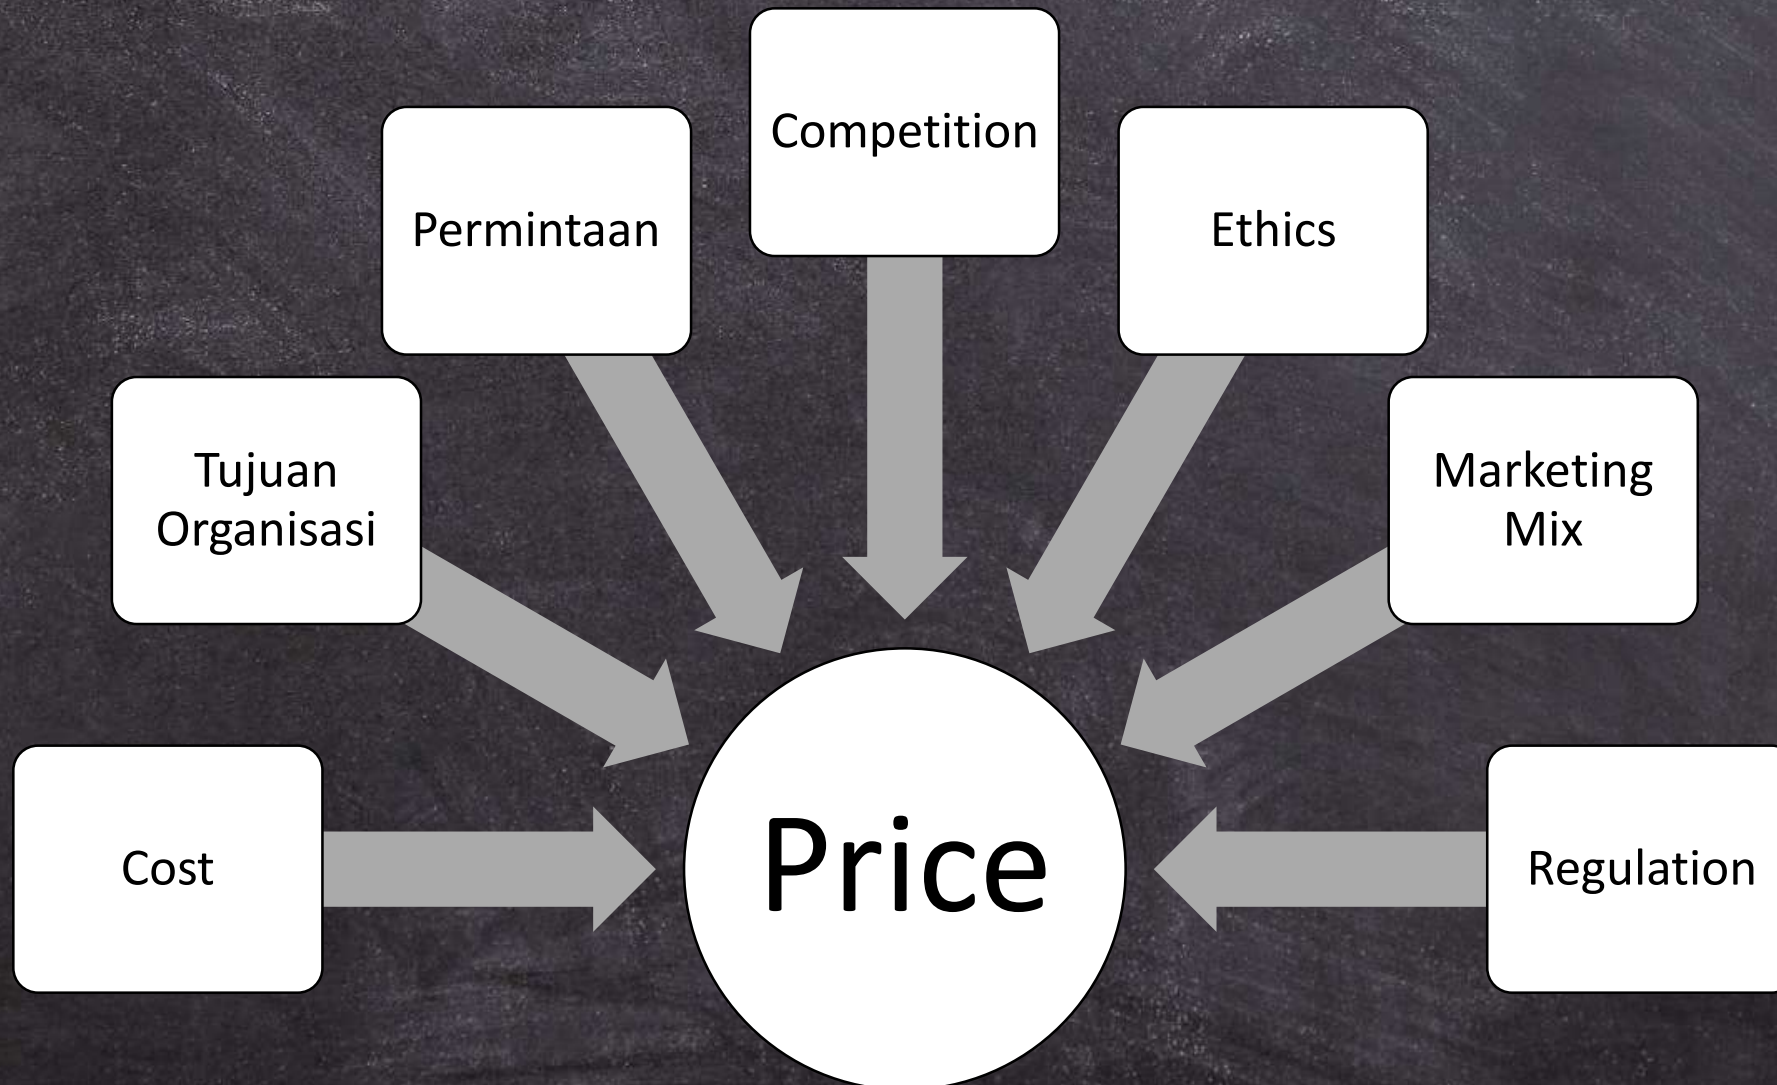 Competition
Permintaan
Ethics
Tujuan
Organisasi
Marketing
Mix
Cost
Price
Regulation